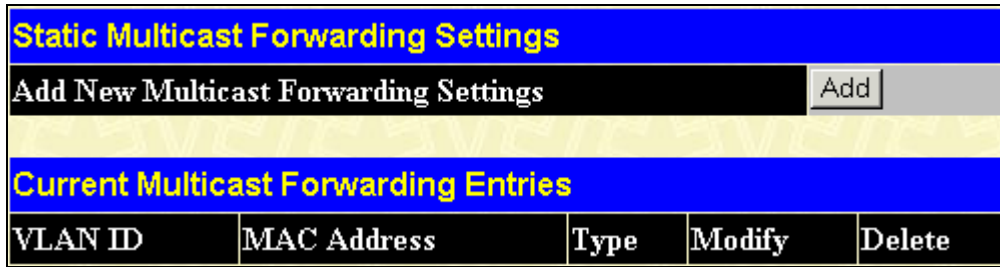 Static Multicast Forwarding Settings
Add New Multicast Forwarding Settings Add
Current Multicast Forwarding Entries
VLAN ID MAC Address Type Modify Delete